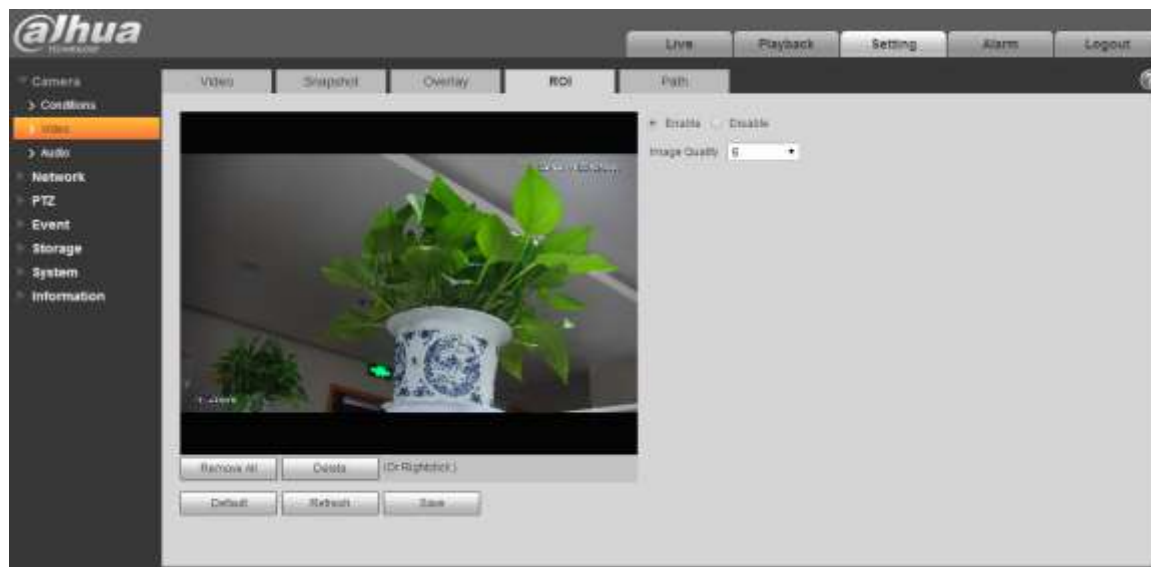 alhua
TECHNOLOGY
Live
Playback
Setting
Alarm
Logout
Camera
Conditions
Video
Audio
Network
PTZ
Event
Storage
System
Information
Video
Snapshot
Overlay
ROI
Path
Enable
Disable
Image Quality 6
Remove All
Delete
(Or Rightclick)
Default
Refresh
Save